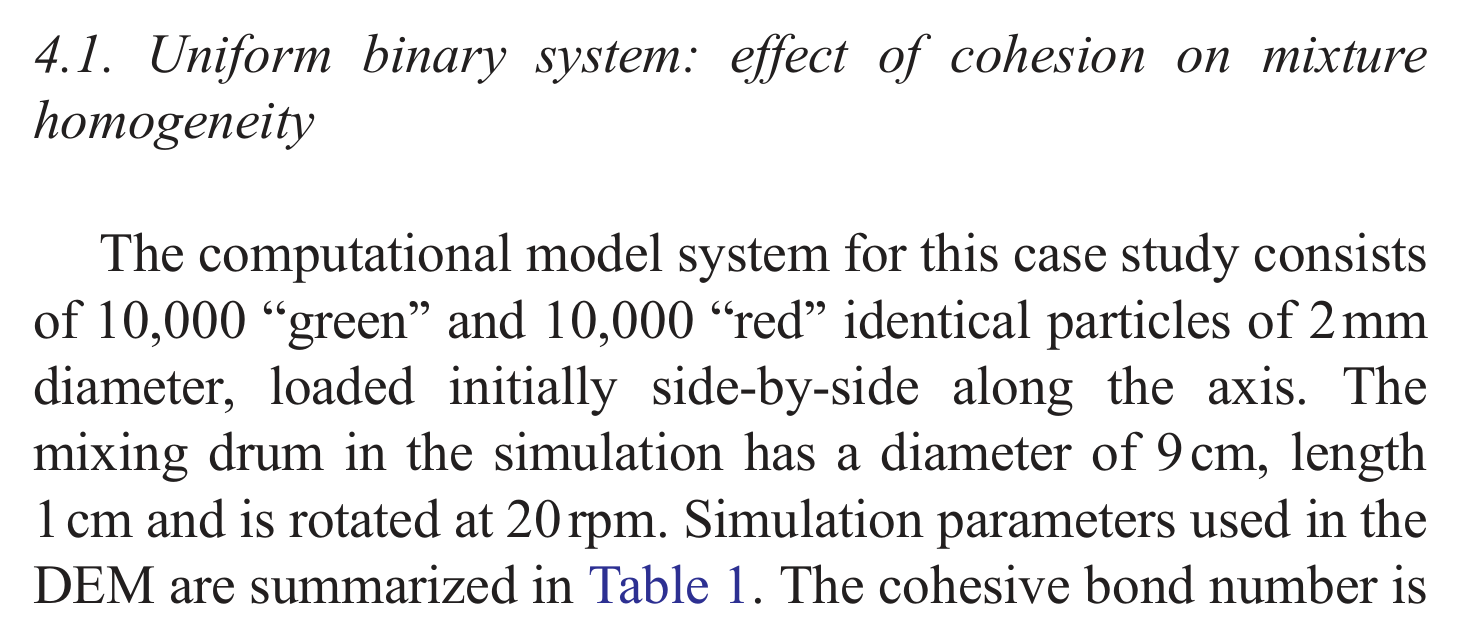 4.1. Uniform binary system: effect of cohesion on mixture
homogeneity
The computational model system for this case study consists
of 10,000 “green” and 10,000 “red” identical particles of 2 mm
diameter, loaded initially side-by-side along the axis. The
mixing drum in the simulation has a diameter of 9 cm, length
1 cm and is rotated at 20 rpm. Simulation parameters used in the
DEM are summarized in Table 1. The cohesive bond number is